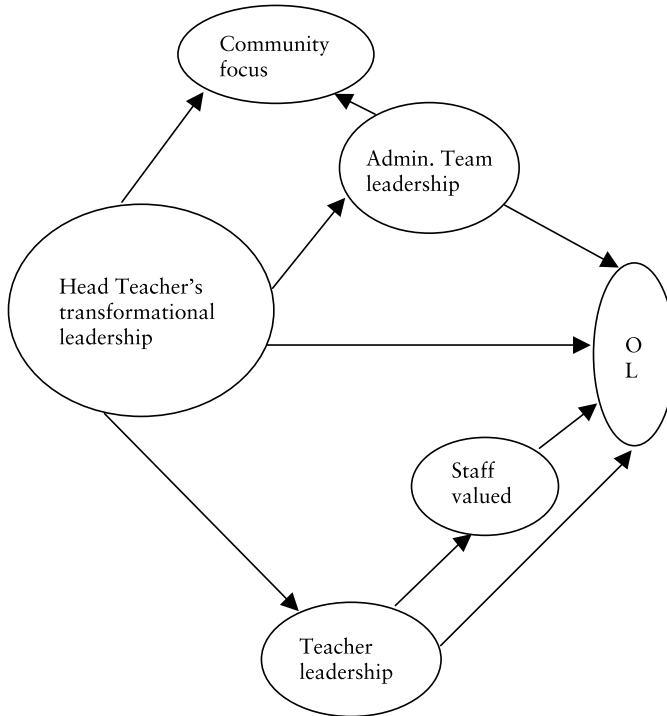 Community
focus
Admin. Team
leadership
Head Teacher's
transformational
leadership
O
L
Staff
valued
Teacher
leadership